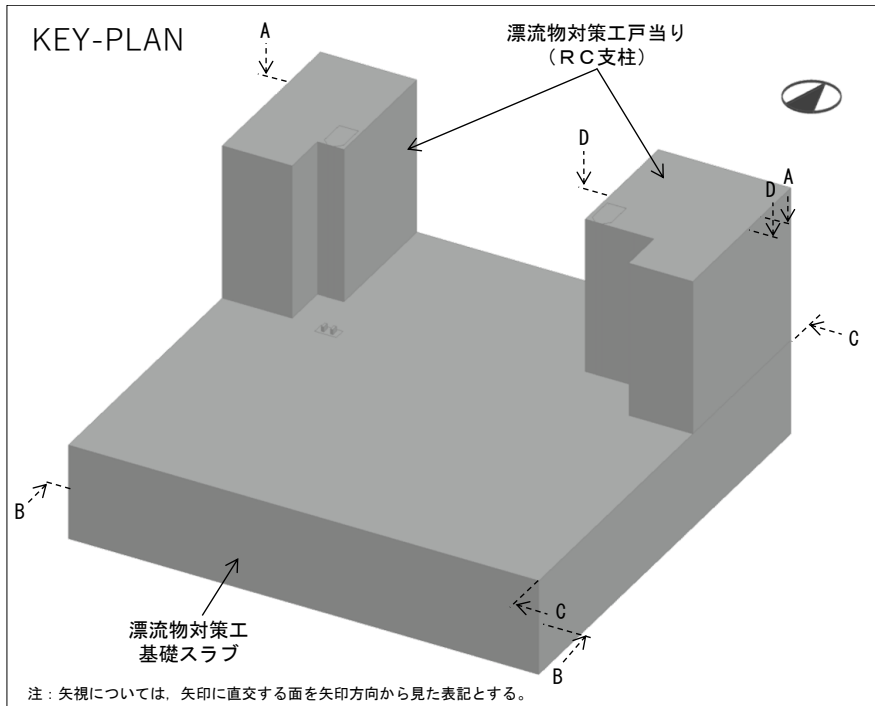 KEY-PLAN
漂流物対策工戸当り
(RC支柱)
A
D
D
A
C
B
C
B
漂流物対策工
基礎スラブ
注:矢視については,矢印に直交する面を矢印方向から見た表記とする。